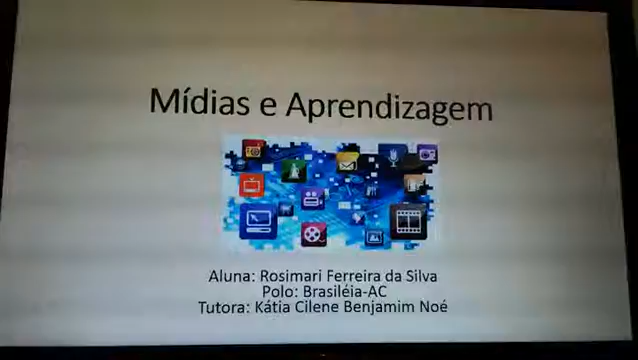 Mídias e Aprendizagem
Aluna: Rosimari Ferreira da Silva
Polo: Brasiléia-AC
Tutora: Kátia Cilene Benjamim Noé